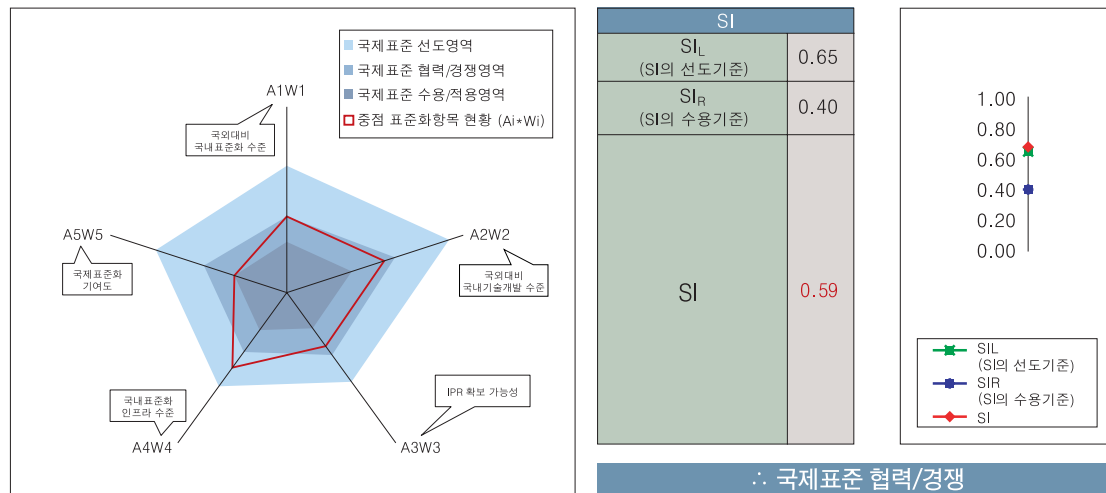 국제표준 선도영역
국제표준 협력/경쟁영역
국제표준 수용/적용영역
중점 표준화항목 현황 (Ai*Wi)
A1W1
국외대비
국내표준화 수준
A2W2
국외대비
국내기술개발 수준
A5W5
국제표준화
기여도
국내표준화
인프라 수준
A4W4
IPR 확보 가능성
A3W3
SI
SIL
(SI의 선도기준)
0.65
SIR
(SI의 수용기준)
0.40
SI
0.59
1.00
0.80
0.60
0.40
0.20
0.00
SIL
(SI의 선도기준)
SIR
(SI의 수용기준)
SI
∴ 국제표준 협력/경쟁